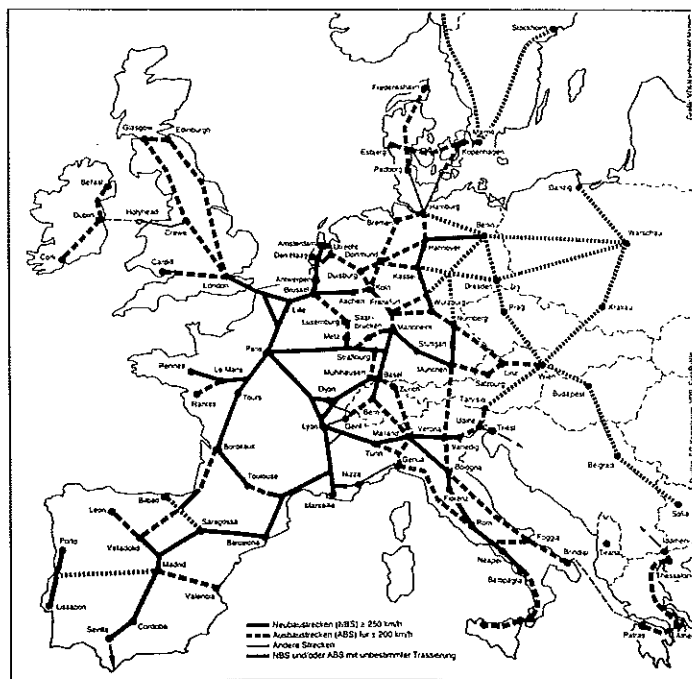 Stockholm
Frederikshavn
Glasgow
Edinburgh
Malmö
Esbjerg
Kopenhagen
Padborg
Belfast
Danzig
Hamburg
Dublin
Holyhead
Bremen
Berlin
Warschau
Crewe
Amsterdam
Utrecht
Hannover
Cork
Den Haag
Dortmund
Cardiff
Duisburg
Kassel
London
Antwerpen
Brüssel
Köln
Dresden
Aachen
Frankfurt
Lille
Würzburg
Prag
Krakau
Luxemburg
Saarbrücken
Mannheim
Nürnberg
Metz
Paris
Stuttgart
Straßburg
Linz
Wien
Rennes
Le Mans
Mühlhausen
München
Salzburg
Basel
Budapest
Nantes
Tours
Dijon
Zürich
Bern
Tarvisio
Genf
Udine
Lyon
Mailand
Verona
Triest
Venedig
Bordeaux
Turin
Genua
Belgrad
Bologna
Toulouse
Nizza
Bilbao
Florenz
Marseille
Sofia
Leon
Saragossa
Rom
Porto
Valladolid
Barcelona
Foggia
Tirana
Madrid
Neapel
Brindisi
Thessaloniki
Valencia
Battipaglia
Lissabon
Cordoba
Sevilla
Patras
Neubaustrecken (NBS) ≥ 250 km/h
Ausbaustrecken (ABS) für ± 200 km/h
Andere Strecken
NBS und/oder ABS mit unbestimmter Trassierung